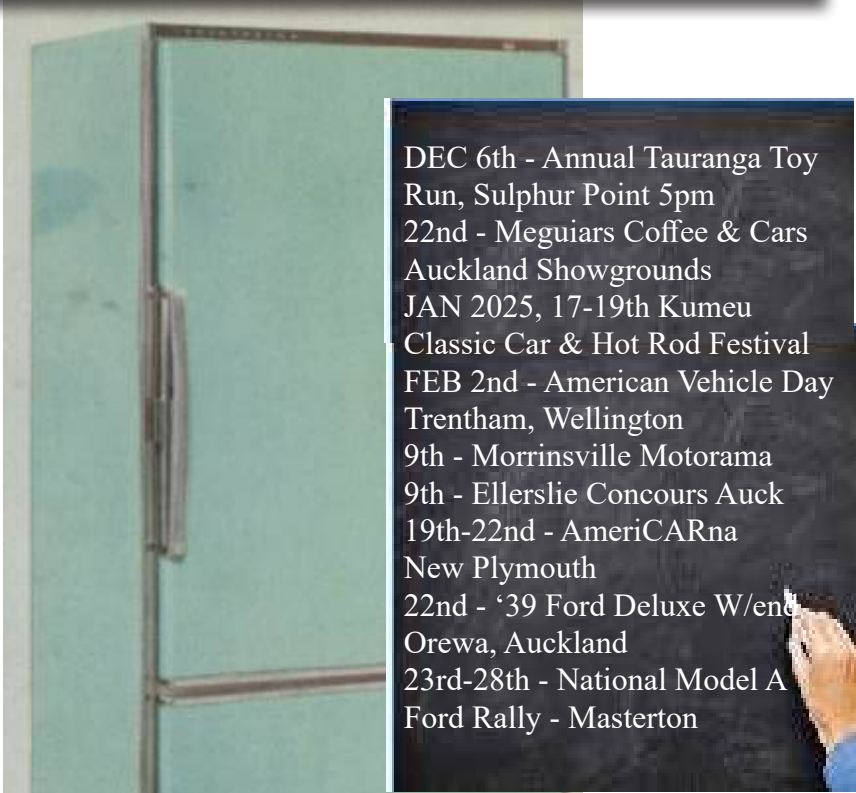 DEC 6th - Annual Tauranga Toy
Run, Sulphur Point 5pm
22nd - Meguiars Coffee & Cars
Auckland Showgrounds
JAN 2025, 17-19th Kumeu
Classic Car & Hot Rod Festival
FEB 2nd - American Vehicle Day
Trentham, Wellington
9th - Morrinsville Motorama
9th - Ellerslie Concours Auck
19th-22nd - AmeriCARna
New Plymouth
22nd - ‘39 Ford Deluxe W/end
Orewa, Auckland
23rd-28th - National Model A
Ford Rally - Masterton